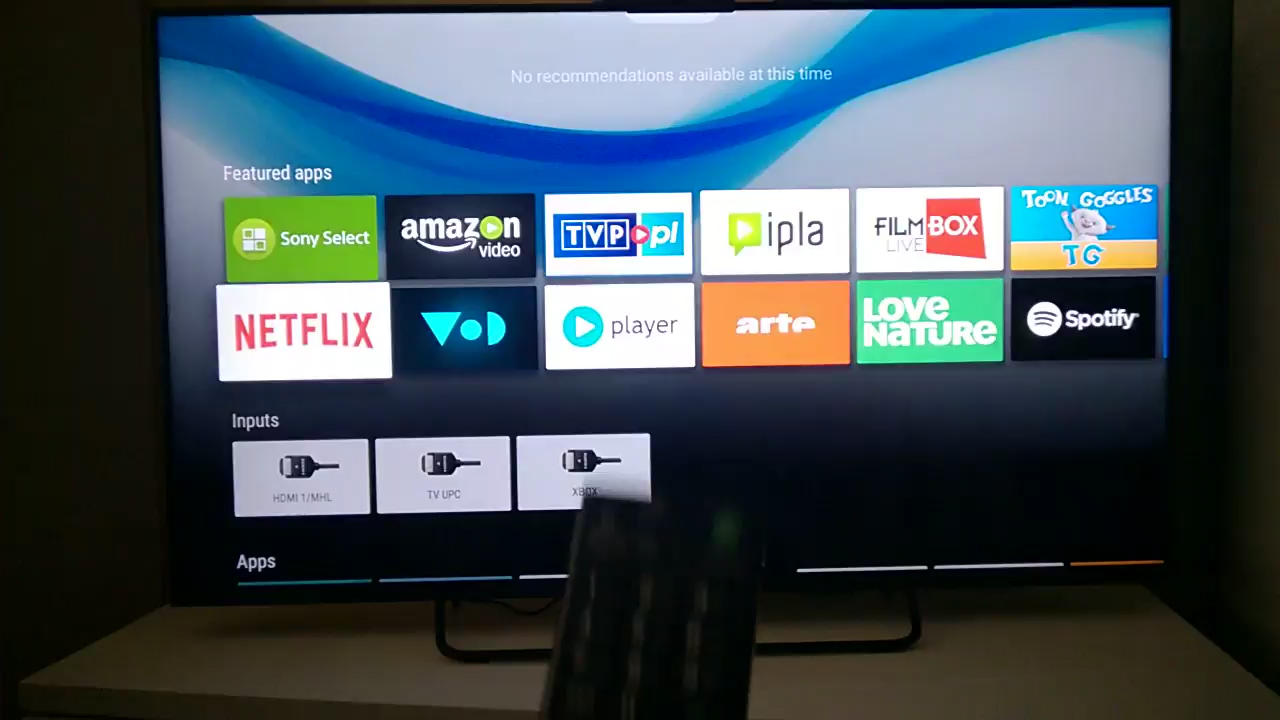 No recommendations available at this time
Featured apps
Sony Select
amazon video
TVP pl
ipla
FILMBOX LIVE
TOON GOGGLES TG
NETFLIX
VOD
player
arte
LOVE NATURE
Spotify
Inputs
HDMI 1/MHL
TV UPC
XBOX
Apps